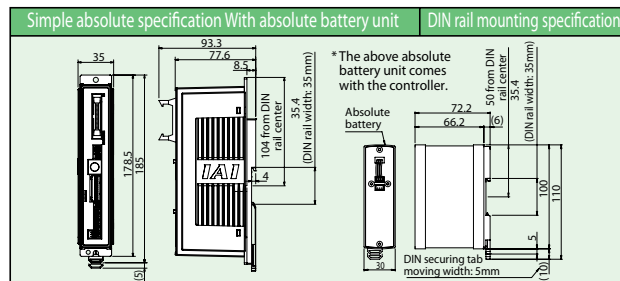 Simple absolute specification With absolute battery unit
DIN rail mounting specification
93.3
77.6
8.5
35
178.5
185
(5)
104 from DIN
rail center
35.4
(DIN rail width: 35mm)
4
IAI
*The above absolute
battery unit comes
with the controller.
Absolute
battery
30
72.2
66.2
(6)
50 from DIN
rail center
35.4
(DIN rail width: 35mm)
100
110
5
(10)
DIN securing tab
moving width: 5mm